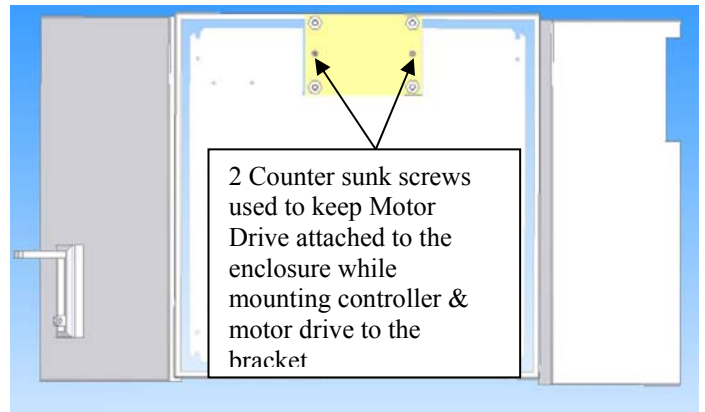 2 Counter sunk screws
used to keep Motor
Drive attached to the
enclosure while
mounting controller &
motor drive to the
bracket